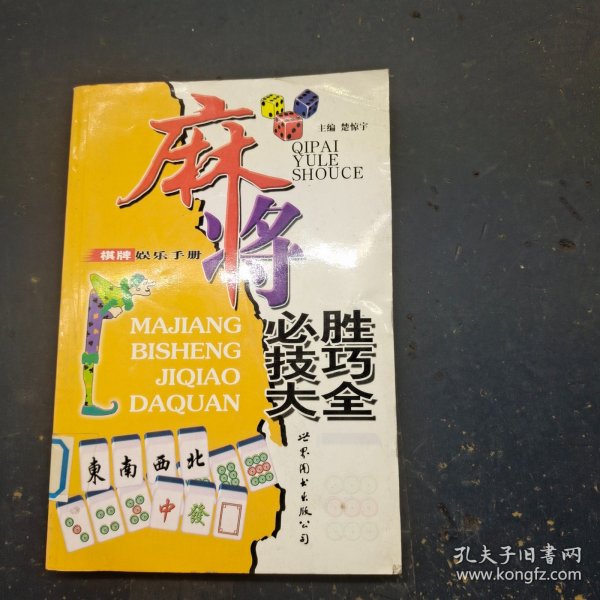 麻将
主编 楚惊宇
QIPAI
YULE
SHOUCE
棋牌娱乐手册
MAJIANG
BISHENG
JIQIAO
DAQUAN
必胜
技巧
大全
東 南 西 北
中 發
世界图书出版公司
孔夫子旧书网
www.kongfz.com